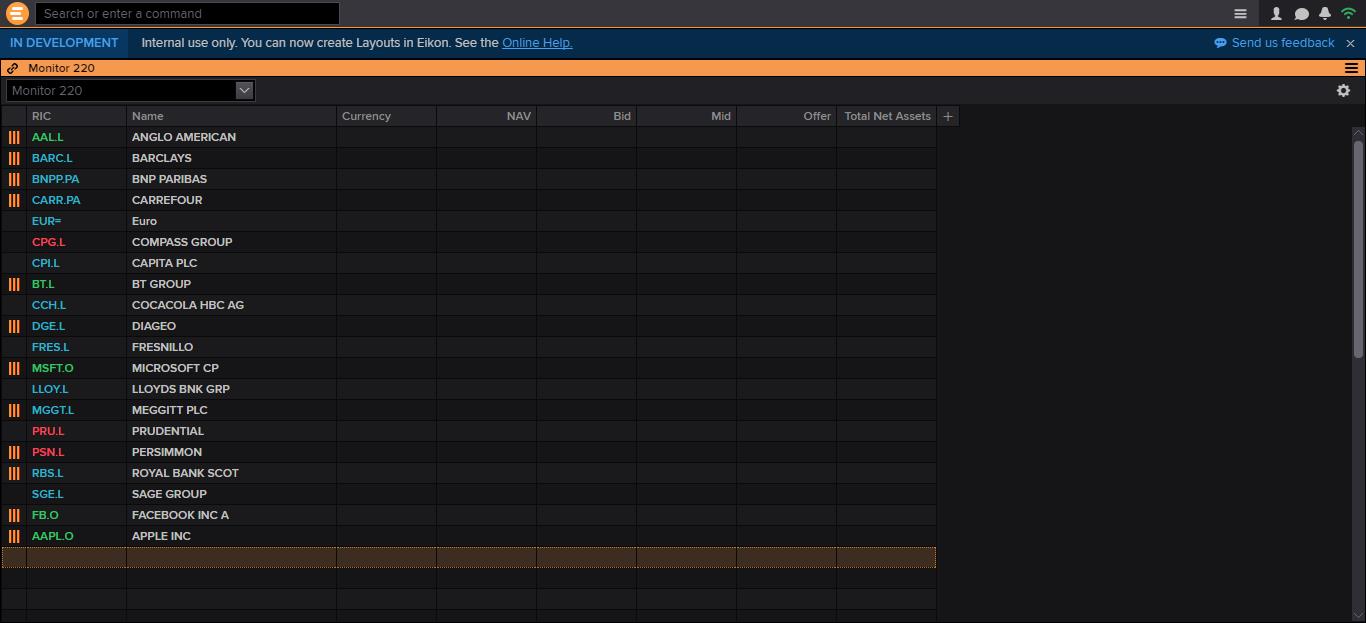 Search or enter a command
IN DEVELOPMENT Internal use only. You can now create Layouts in Eikon. See the Online Help. Send us feedback
Monitor 220
Monitor 220
RIC Name Currency NAV Bid Mid Offer Total Net Assets +
AAL.L ANGLO AMERICAN
BARC.L BARCLAYS
BNPP.PA BNP PARIBAS
CARR.PA CARREFOUR
EUR= Euro
CPG.L COMPASS GROUP
CPI.L CAPITA PLC
BT.L BT GROUP
CCH.L COCACOLA HBC AG
DGE.L DIAGEO
FRES.L FRESNILLO
MSFT.O MICROSOFT CP
LLOY.L LLOYDS BNK GRP
MGGT.L MEGGITT PLC
PRU.L PRUDENTIAL
PSN.L PERSIMMON
RBS.L ROYAL BANK SCOT
SGE.L SAGE GROUP
FB.O FACEBOOK INC A
AAPL.O APPLE INC